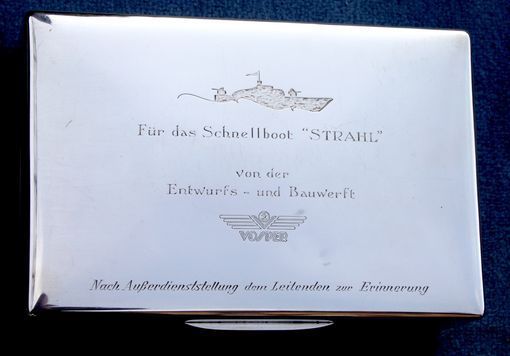 Für das Schnellboot "STRAHL"
von der
Entwurfs - und Bauwerft
VOSPER
Nach Außerdienststellung dem Leitenden zur Erinnerung